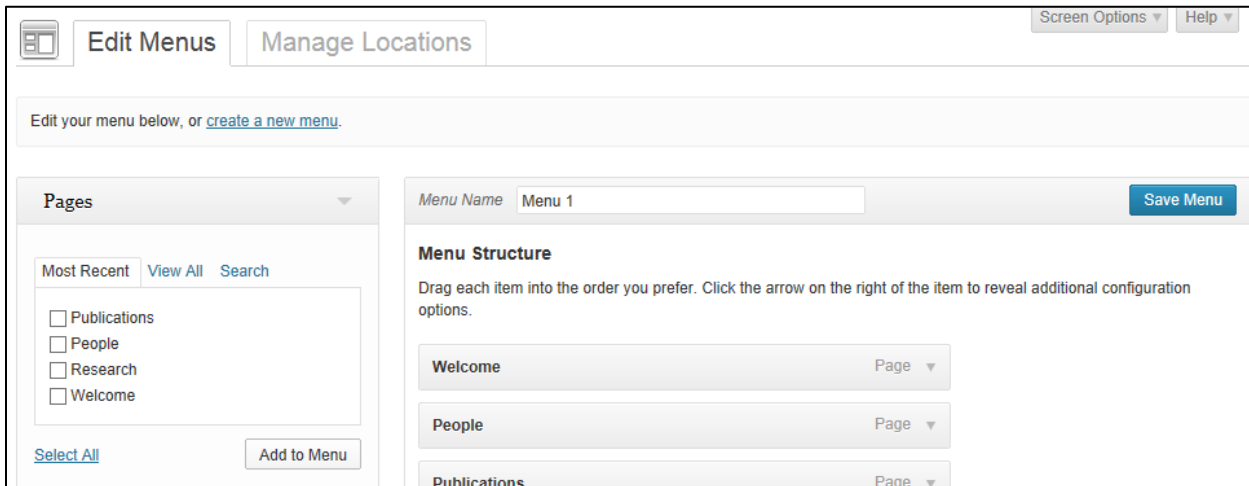 Screen Options Help
Edit Menus Manage Locations
Edit your menu below, or create a new menu.
Pages
Most Recent View All Search
Publications
People
Research
Welcome
Select All Add to Menu
Menu Name Menu 1 Save Menu
Menu Structure
Drag each item into the order you prefer. Click the arrow on the right of the item to reveal additional configuration
options.
Welcome Page
People Page
Publications Page